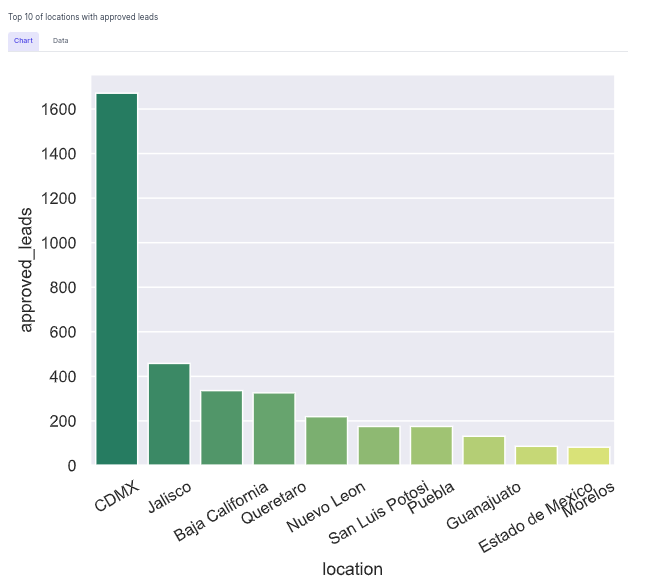 Top 10 of locations with approved leads
Chart Data
approved_leads
1600
1400
1200
1000
800
600
400
200
0
CDMX
Jalisco
Baja California
Queretaro
Nuevo Leon
San Luis Potosi
Puebla
Guanajuato
Estado de Mexico
Morelos
location